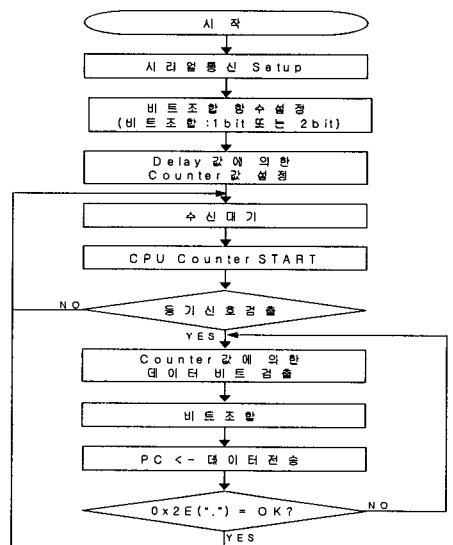 시 작
시리얼통신 Setup
비트조합 함수설정
(비트조합:1bit 또는 2bit)
Delay 값에 의한
Counter 값 설정
수신대기
CPU Counter START
동기신호검출
NO
YES
Counter 값에 의한
데이터 비트 검출
비트조합
PC <- 데이터전송
0x2E(".") = OK?
NO
YES